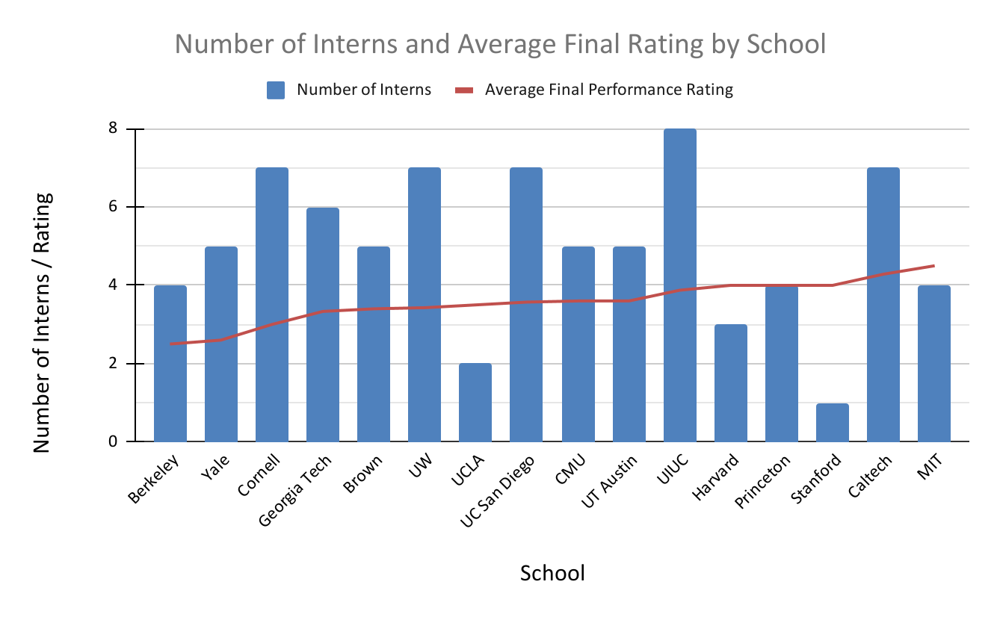 Number of Interns and Average Final Rating by School
Number of Interns
Average Final Performance Rating
Number of Interns / Rating
8
6
4
2
0
Berkeley
Yale
Cornell
Georgia Tech
Brown
UW
UCLA
UC San Diego
CMU
UT Austin
UIUC
Harvard
Princeton
Stanford
Caltech
MIT
School